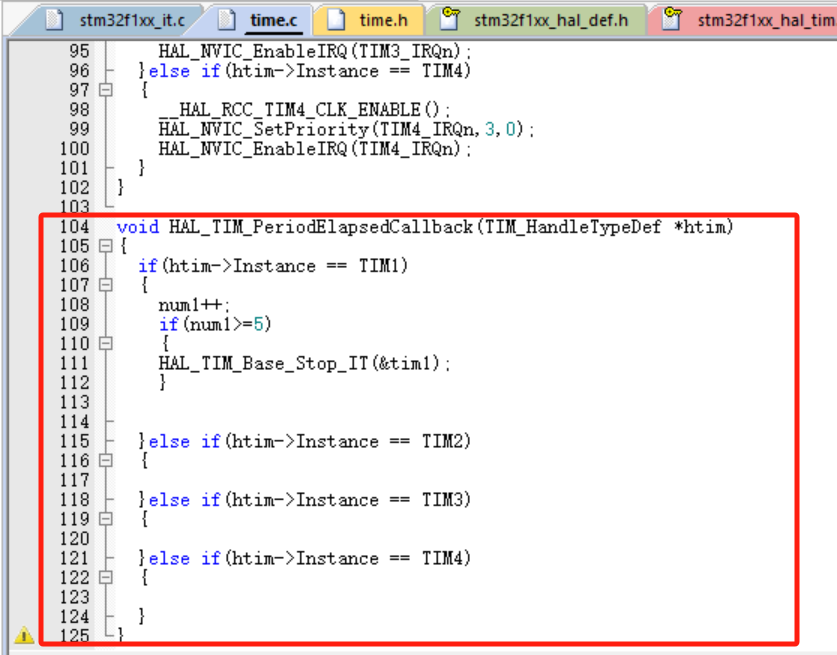 stm32f1xx_it.c time.c time.h stm32f1xx_hal_def.h stm32f1xx_hal_tim
95 HAL_NVIC_EnableIRQ(TIM3_IRQn);
96 }else if(htim->Instance == TIM4)
97 {
98 __HAL_RCC_TIM4_CLK_ENABLE();
99 HAL_NVIC_SetPriority(TIM4_IRQn,3,0);
100 HAL_NVIC_EnableIRQ(TIM4_IRQn);
101 }
102 }
103
104 void HAL_TIM_PeriodElapsedCallback(TIM_HandleTypeDef *htim)
105 {
106 if(htim->Instance == TIM1)
107 {
108 num1++;
109 if(num1>=5)
110 {
111 HAL_TIM_Base_Stop_IT(&tim1);
112 }
113
114
115 }else if(htim->Instance == TIM2)
116 {
117
118 }else if(htim->Instance == TIM3)
119 {
120
121 }else if(htim->Instance == TIM4)
122 {
123
124 }
125 }